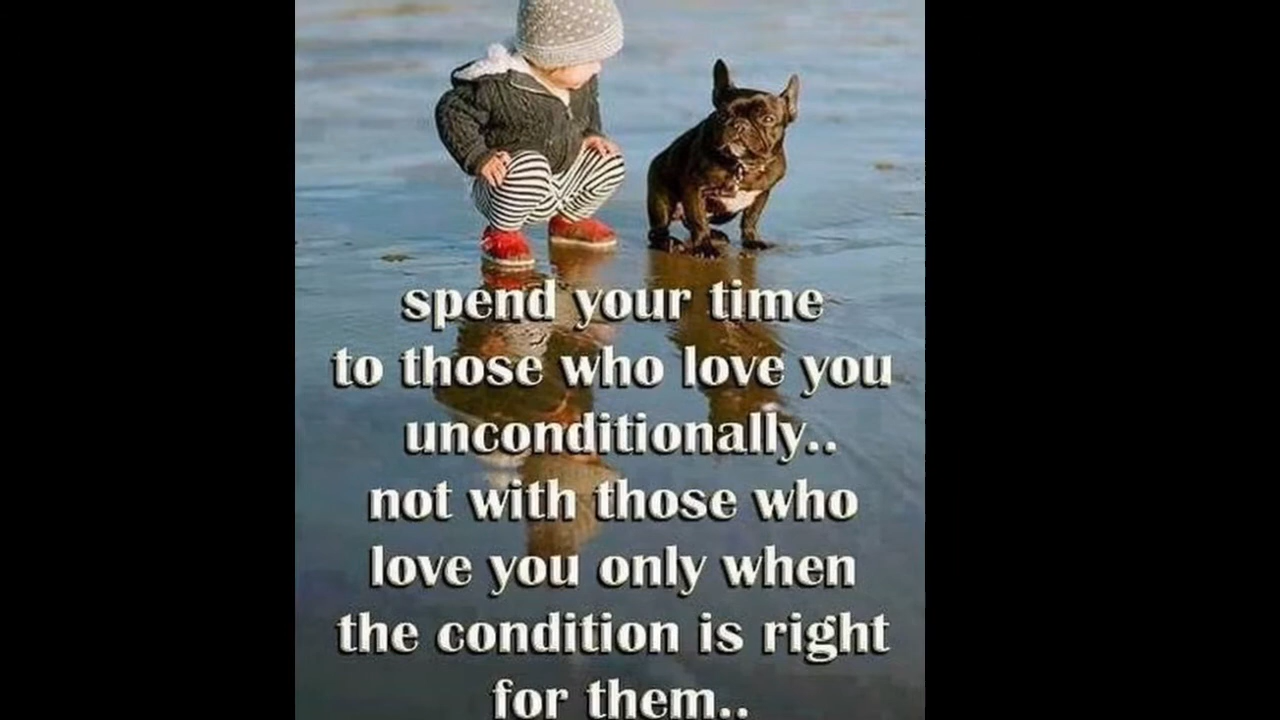 spend your time
to those who love you
unconditionally..
not with those who
love you only when
the condition is right
for them..